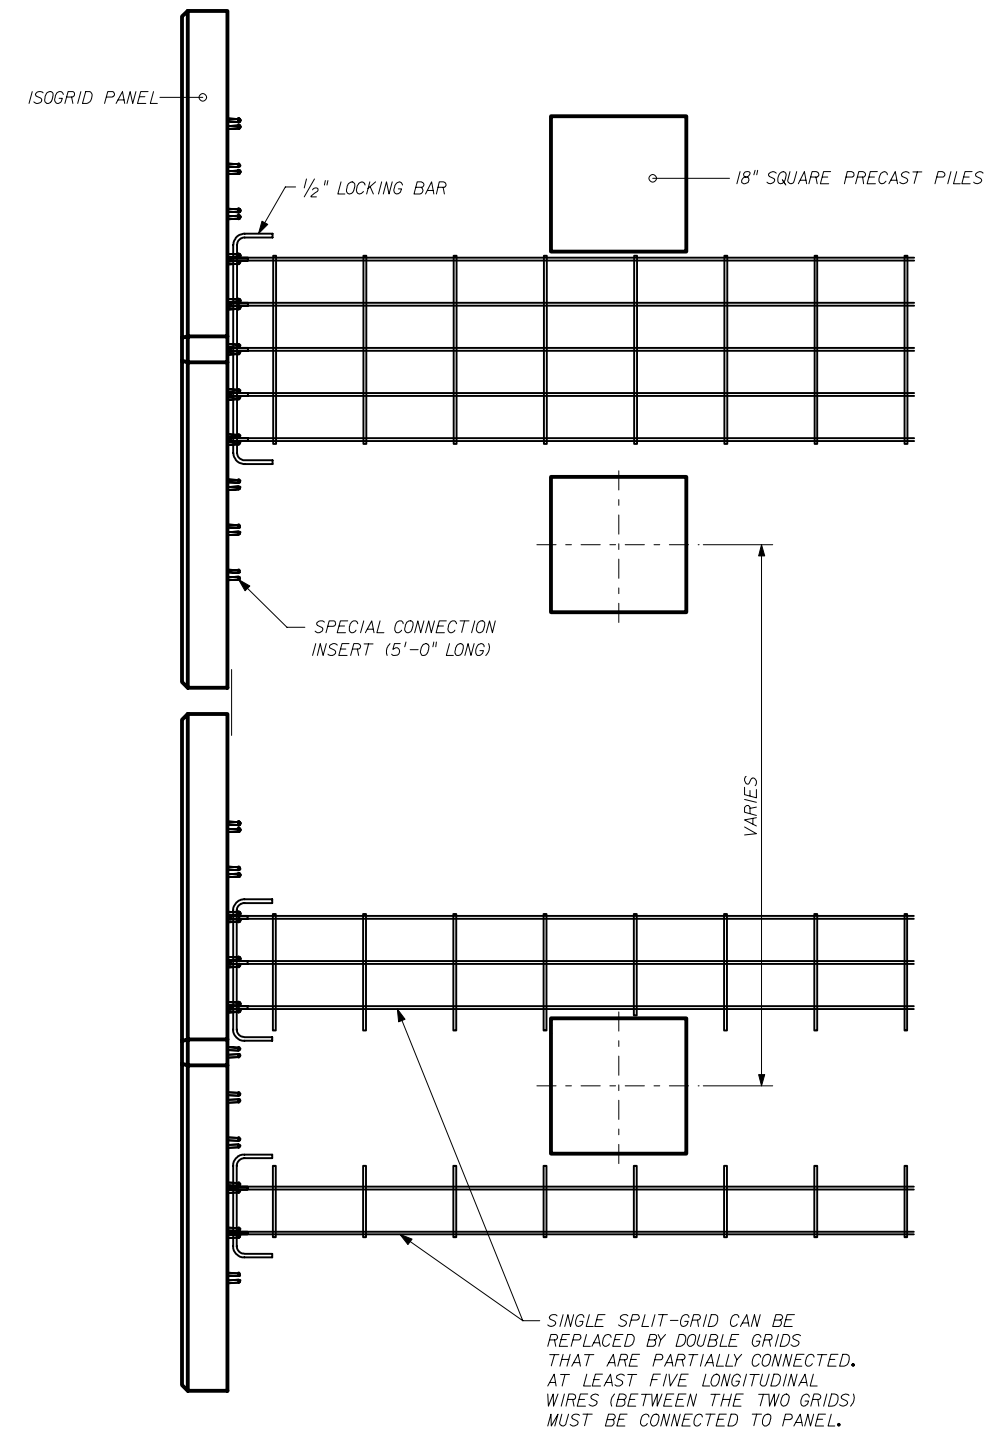 ISOGRID PANEL
1/2" LOCKING BAR
18" SQUARE PRECAST PILES
SPECIAL CONNECTION
INSERT (5'-0" LONG)
VARIES
SINGLE SPLIT-GRID CAN BE
REPLACED BY DOUBLE GRIDS
THAT ARE PARTIALLY CONNECTED.
AT LEAST FIVE LONGITUDINAL
WIRES (BETWEEN THE TWO GRIDS)
MUST BE CONNECTED TO PANEL.